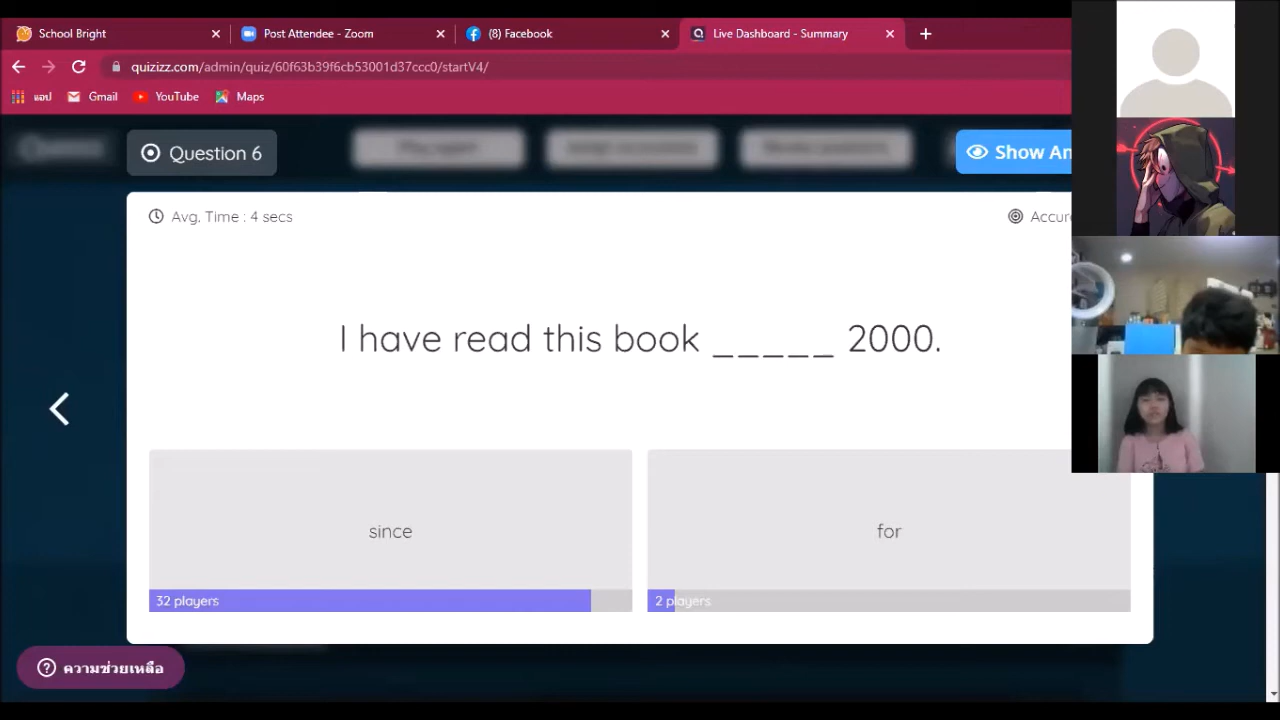 School Bright
Post Attendee - Zoom
(8) Facebook
Live Dashboard - Summary
quizizz.com/admin/quiz/60f63b39f6cb53001d37ccc0/startV4/
แอป
Gmail
YouTube
Maps
Question 6
Show An
Avg. Time : 4 secs
Accur
I have read this book _____ 2000.
since
for
32 players
2 players
ความช่วยเหลือ